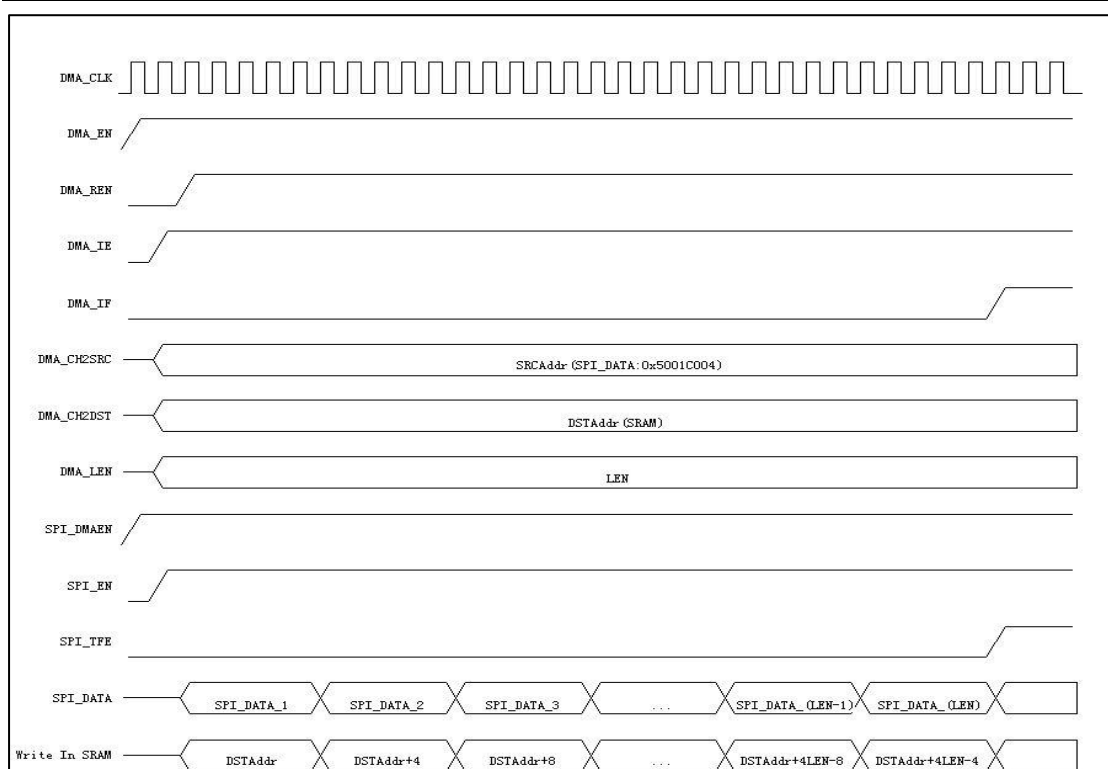 DMA_CLK
DMA_EN
DMA_REN
DMA_IE
DMA_IF
DMA_CH2SRC SRCAddr(SPI_DATA:0x5001C004)
DMA_CH2DST DSTAddr(SRAM)
DMA_LEN LEN
SPI_DMAEN
SPI_EN
SPI_TFE
SPI_DATA SPI_DATA_1 SPI_DATA_2 SPI_DATA_3 ... SPI_DATA_(LEN-1) SPI_DATA_(LEN)
Write In SRAM DSTAddr DSTAddr+4 DSTAddr+8 ... DSTAddr+4LEN-8 DSTAddr+4LEN-4